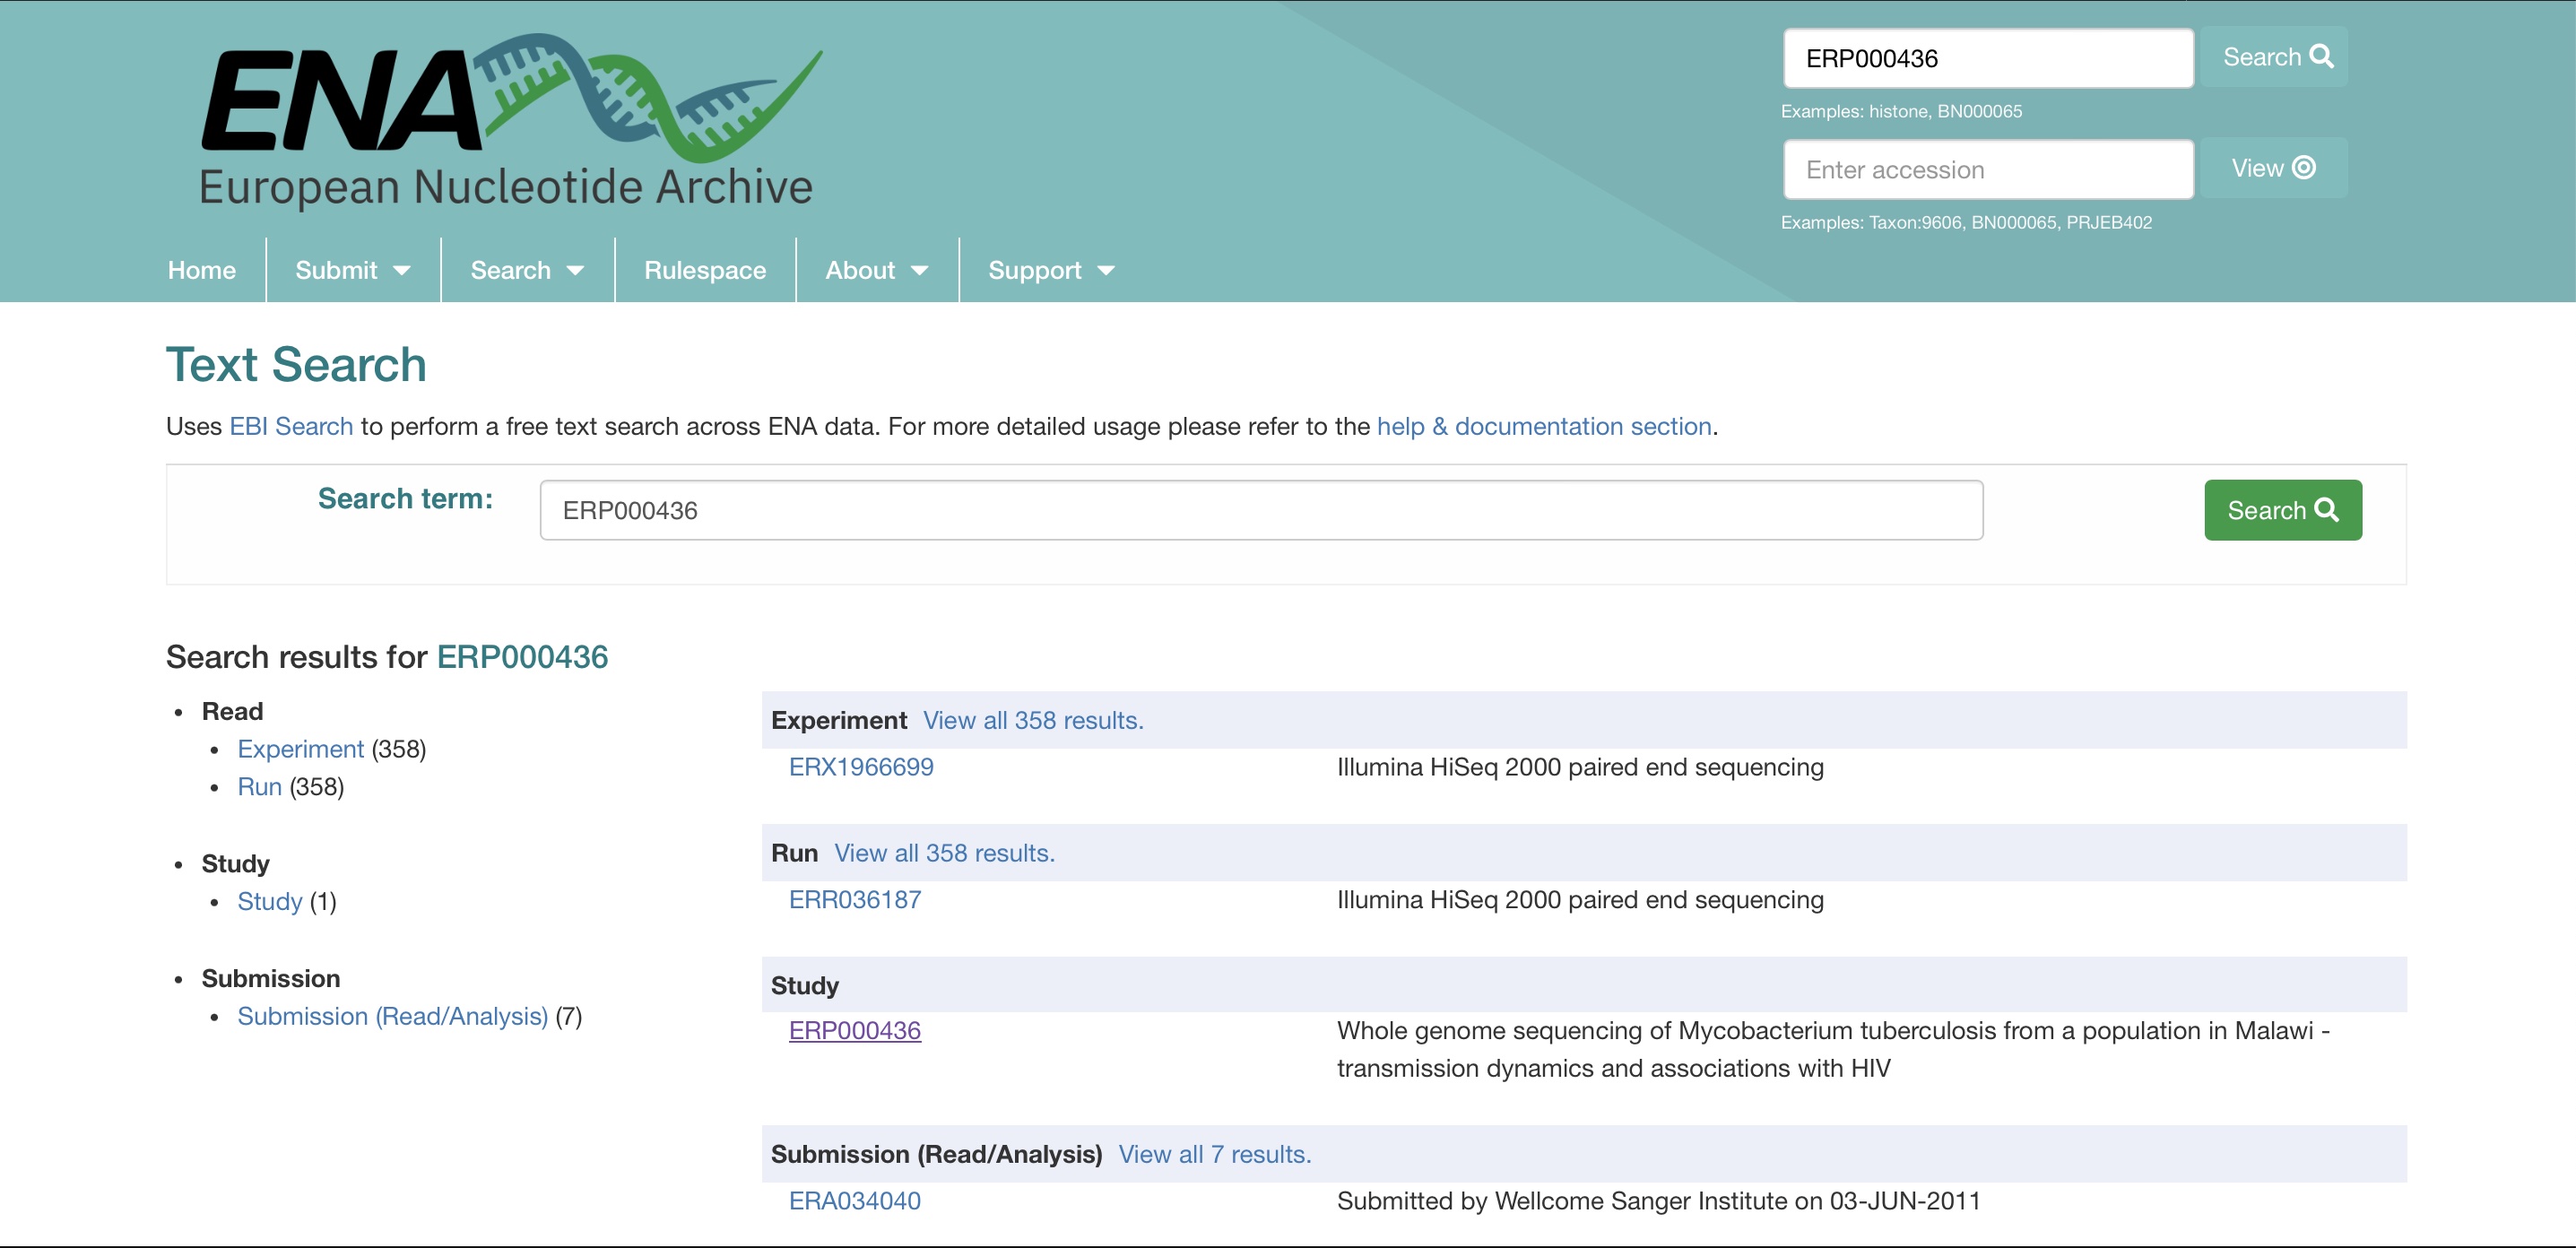 ENA
European Nucleotide Archive
ERP000436
Search
Examples: histone, BN000065
Enter accession
View
Examples: Taxon:9606, BN000065, PRJEB402
Home
Submit
Search
Rulespace
About
Support
Text Search
Uses EBI Search to perform a free text search across ENA data. For more detailed usage please refer to the help & documentation section.
Search term:
ERP000436
Search
Search results for ERP000436
Read
Experiment (358)
Run (358)
Study
Study (1)
Submission
Submission (Read/Analysis) (7)
Experiment View all 358 results.
ERX1966699 Illumina HiSeq 2000 paired end sequencing
Run View all 358 results.
ERR036187 Illumina HiSeq 2000 paired end sequencing
Study
ERP000436 Whole genome sequencing of Mycobacterium tuberculosis from a population in Malawi -
transmission dynamics and associations with HIV
Submission (Read/Analysis) View all 7 results.
ERA034040 Submitted by Wellcome Sanger Institute on 03-JUN-2011